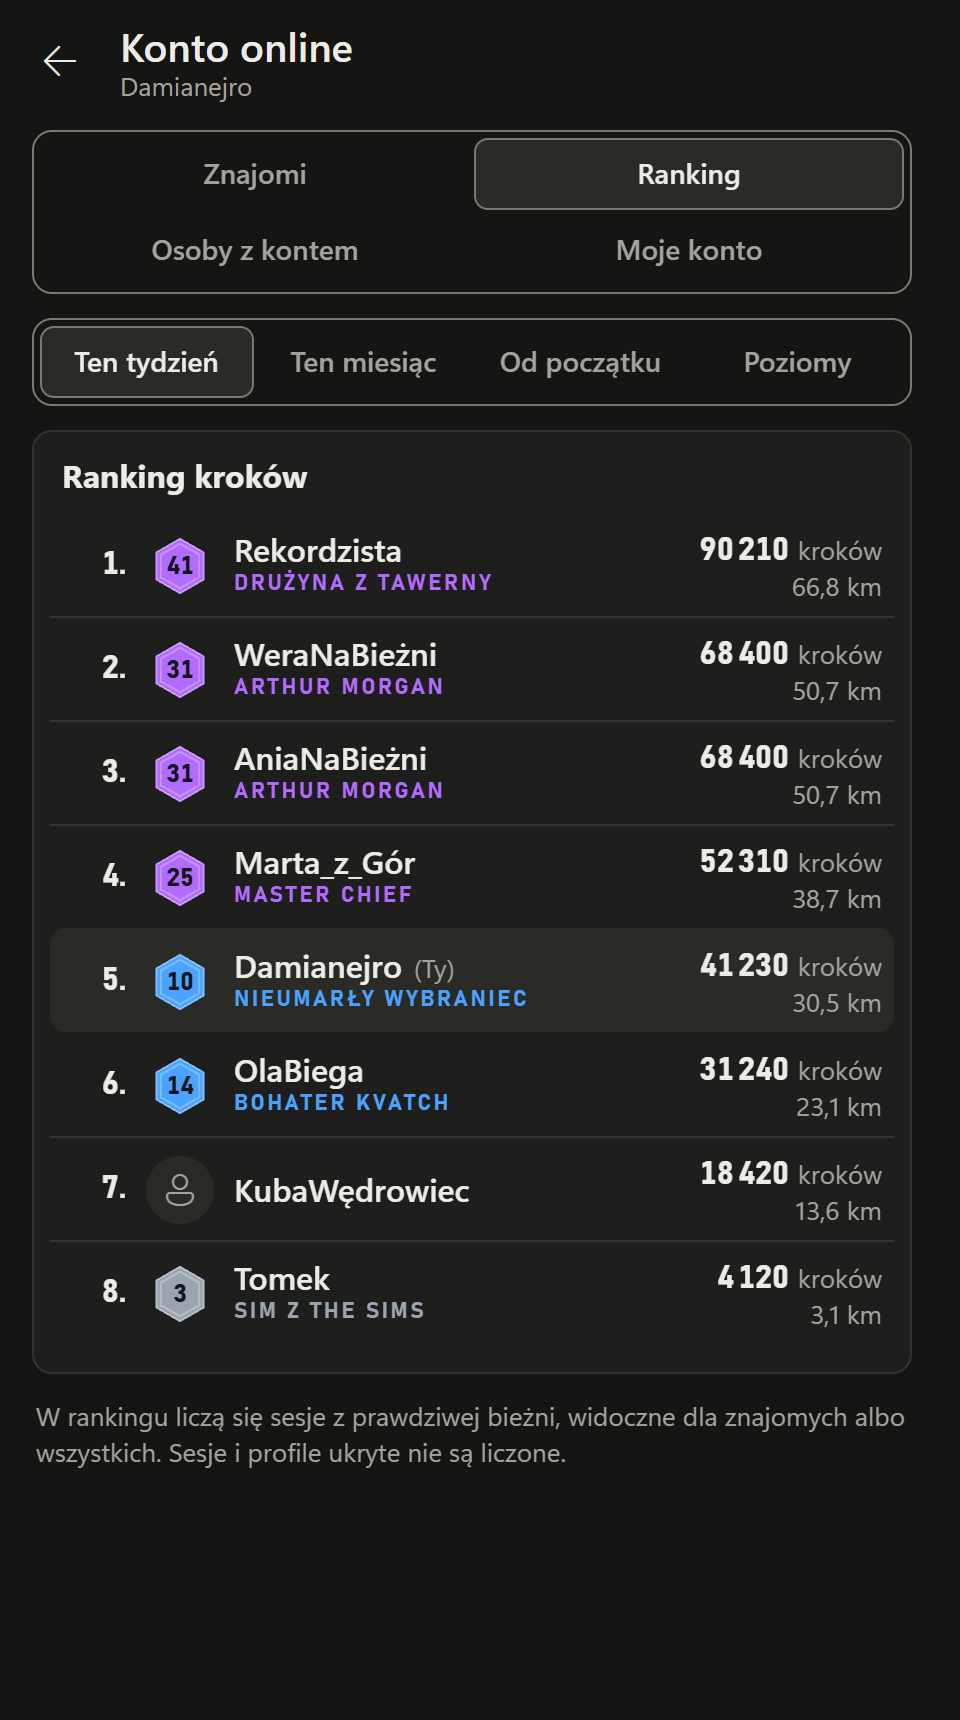 Konto online
Damianejro
Znajomi
Ranking
Osoby z kontem
Moje konto
Ten tydzień
Ten miesiąc
Od początku
Poziomy
Ranking kroków
1. 41 Rekordzista 90 210 kroków
DRUŻYNA Z TAWERNY 66,8 km
2. 31 WeraNaBieżni 68 400 kroków
ARTHUR MORGAN 50,7 km
3. 31 AniaNaBieżni 68 400 kroków
ARTHUR MORGAN 50,7 km
4. 25 Marta_z_Gór 52 310 kroków
MASTER CHIEF 38,7 km
5. 10 Damianejro (Ty) 41 230 kroków
NIEUMARŁY WYBRANIEC 30,5 km
6. 14 OlaBiega 31 240 kroków
BOHATER KVATCH 23,1 km
7. KubaWędrowiec 18 420 kroków
13,6 km
8. 3 Tomek 4 120 kroków
SIM Z THE SIMS 3,1 km
W rankingu liczą się sesje z prawdziwej bieżni, widoczne dla znajomych albo
wszystkich. Sesje i profile ukryte nie są liczone.